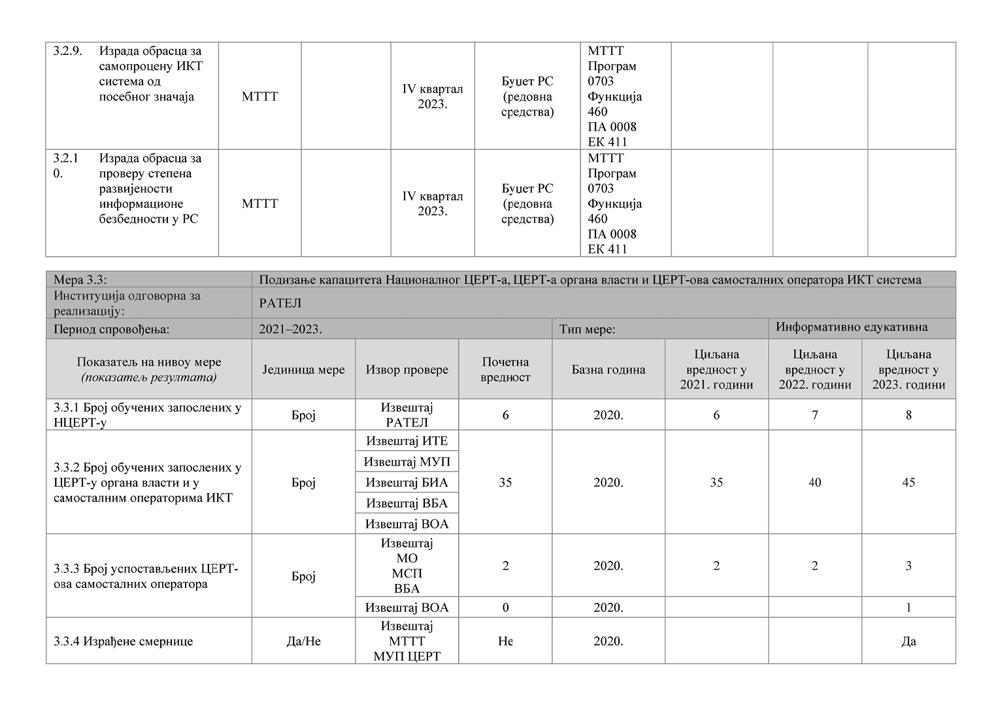 3.2.9. Израда обрасца за
самопроцену ИКТ
система од
посебног значаја
МТТТ
IV квартал
2023.
Буџет РС
(редовна
средства)
МТТТ
Програм
0703
Функција
460
ПА 0008
ЕК 411
3.2.1
0.
Израда обрасца за
проверу степена
развијености
информационе
безбедности у РС
МТТТ
IV квартал
2023.
Буџет РС
(редовна
средства)
МТТТ
Програм
0703
Функција
460
ПА 0008
ЕК 411
Мера 3.3: Подизање капацитета Националног ЦЕРТ-а, ЦЕРТ-а органа власти и ЦЕРТ-ова самосталних оператора ИКТ система
Институција одговорна за
реализацију:
РАТЕЛ
Период спровођења: 2021–2023. Тип мере: Информативно едукативна
Показатељ на нивоу мере
(показатељ резултата)
Јединица мере
Извор провере
Почетна
вредност
Базна година
Циљана
вредност у
2021. години
Циљана
вредност у
2022. години
Циљана
вредност у
2023. години
3.3.1 Број обучених запослених у
НЦЕРТ-у
Број
Извештај
РАТЕЛ
6
2020.
6
7
8
3.3.2 Број обучених запослених у
ЦЕРТ-у органа власти и у
самосталним операторима ИКТ
Број
Извештај ИТЕ
Извештај МУП
Извештај БИА
Извештај ВБА
Извештај ВОА
35
2020.
35
40
45
3.3.3 Број успостављених ЦЕРТ-
ова самосталних оператора
Број
Извештај
МО
МСП
ВБА
2
2020.
2
2
3
Извештај ВОА
0
2020.
1
3.3.4 Израђене смернице
Да/Не
Извештај
МТТТ
МУП ЦЕРТ
Не
2020.
Да